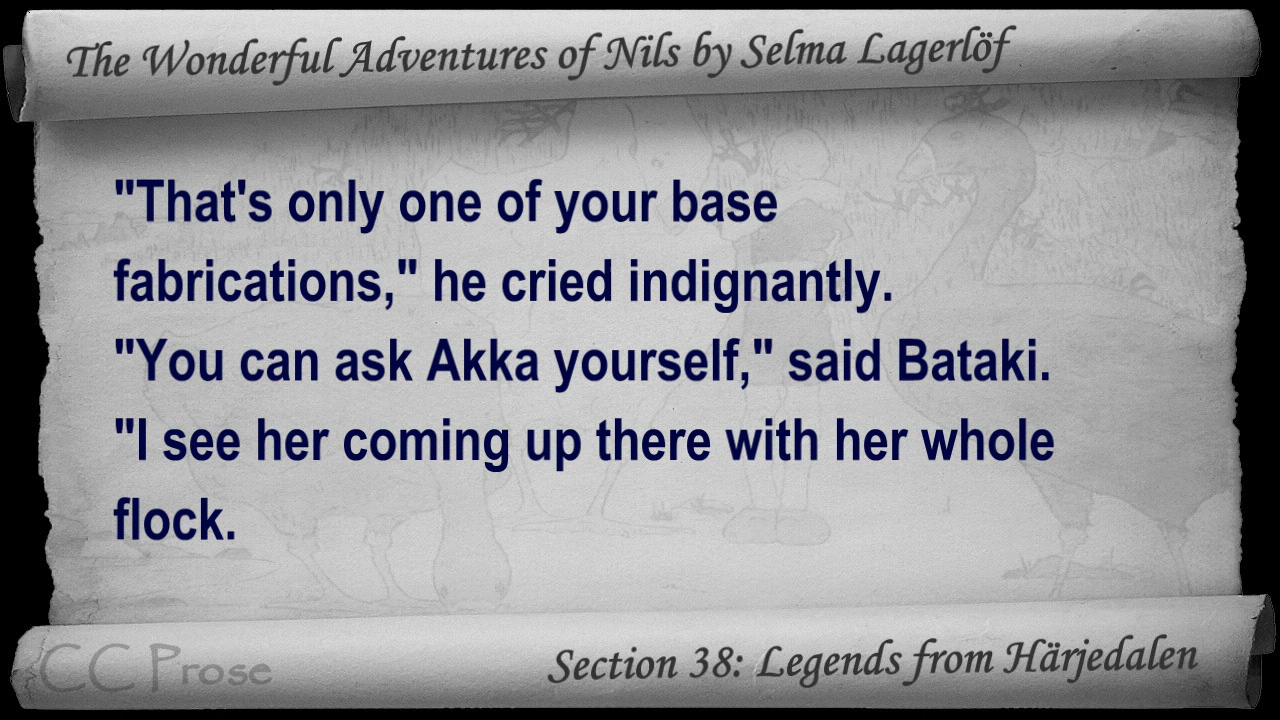 The Wonderful Adventures of Nils by Selma Lagerlöf
"That's only one of your base
fabrications," he cried indignantly.
"You can ask Akka yourself," said Bataki.
"I see her coming up there with her whole
flock.
CC Prose
Section 38: Legends from Härjedalen